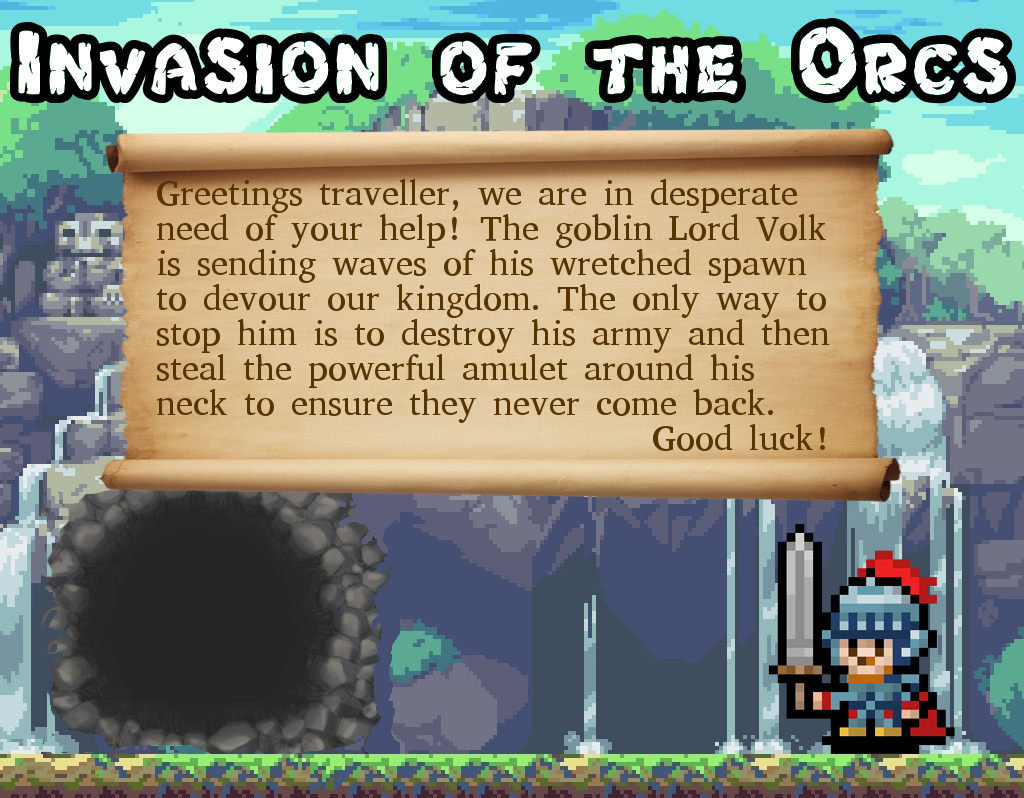 Invasion of the Orcs
Greetings traveller, we are in desperate
need of your help! The goblin Lord Volk
is sending waves of his wretched spawn
to devour our kingdom. The only way to
stop him is to destroy his army and then
steal the powerful amulet around his
neck to ensure they never come back.
Good luck!